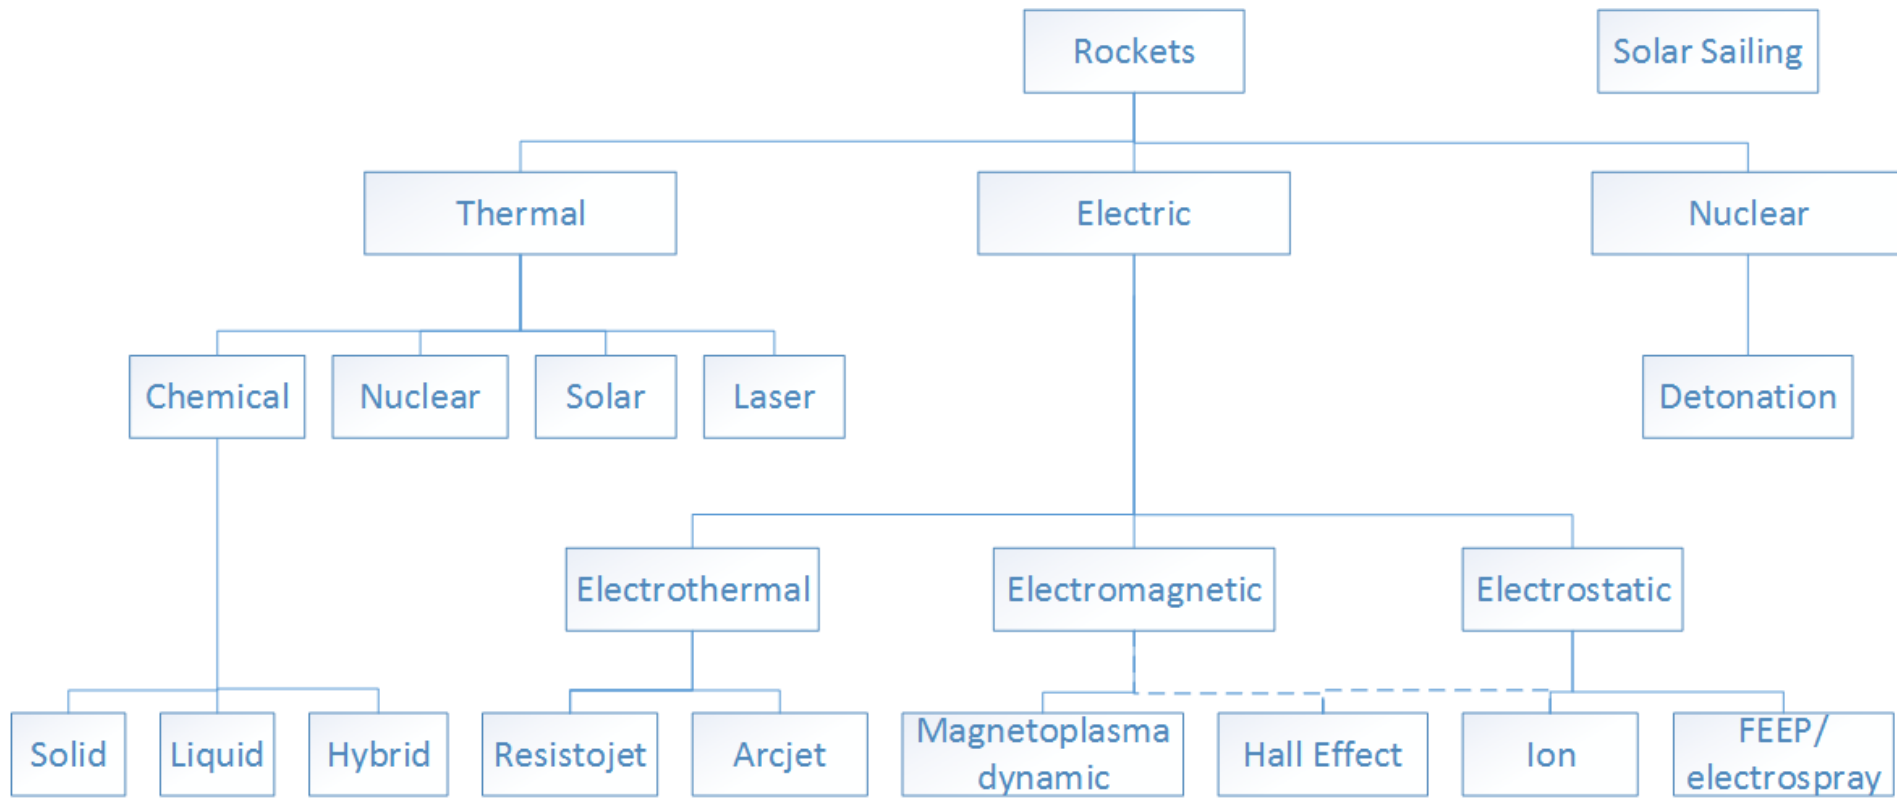 Rockets
Solar Sailing
Thermal
Electric
Nuclear
Chemical
Nuclear
Solar
Laser
Detonation
Electrothermal
Electromagnetic
Electrostatic
Solid
Liquid
Hybrid
Resistojet
Arcjet
Magnetoplasma
dynamic
Hall Effect
Ion
FEEP/
electrospray